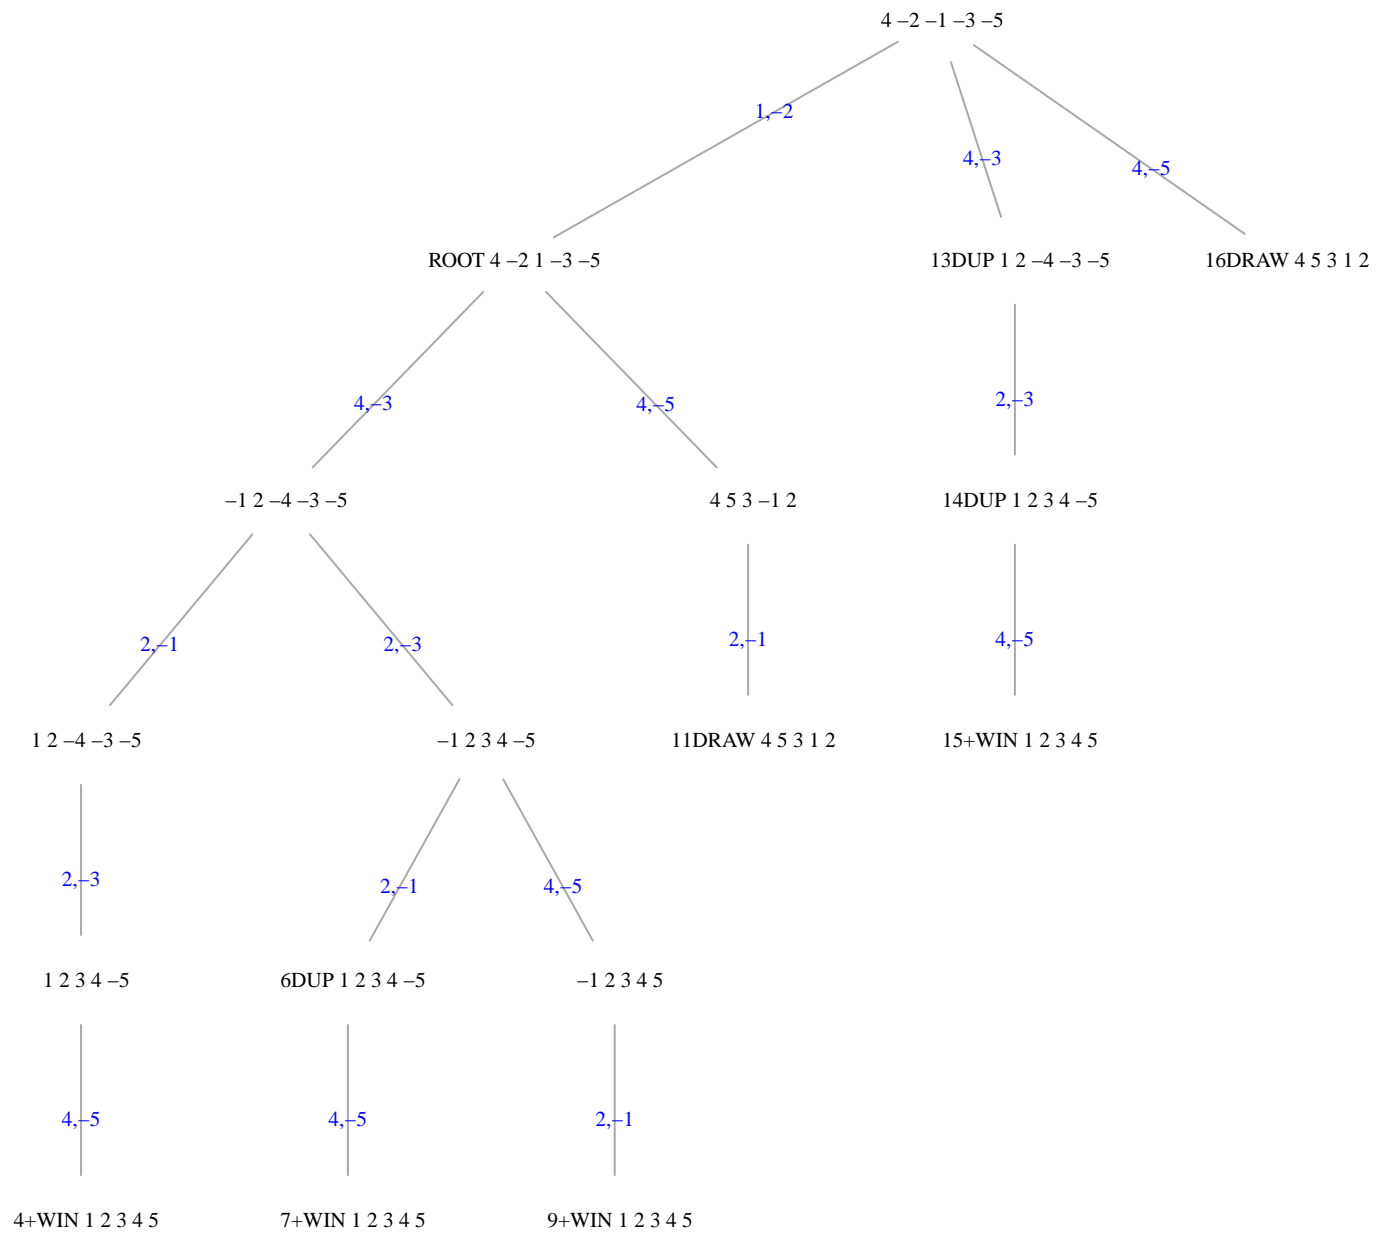 4 –2 –1 –3 –5
1,–2
4,–3
4,–5
ROOT 4 –2 1 –3 –5
13DUP 1 2 –4 –3 –5
16DRAW 4 5 3 1 2
4,–3
4,–5
2,–3
–1 2 –4 –3 –5
4 5 3 –1 2
14DUP 1 2 3 4 –5
2,–1
2,–3
2,–1
4,–5
1 2 –4 –3 –5
–1 2 3 4 –5
11DRAW 4 5 3 1 2
15+WIN 1 2 3 4 5
2,–3
2,–1
4,–5
1 2 3 4 –5
6DUP 1 2 3 4 –5
–1 2 3 4 5
4,–5
4,–5
2,–1
4+WIN 1 2 3 4 5
7+WIN 1 2 3 4 5
9+WIN 1 2 3 4 5